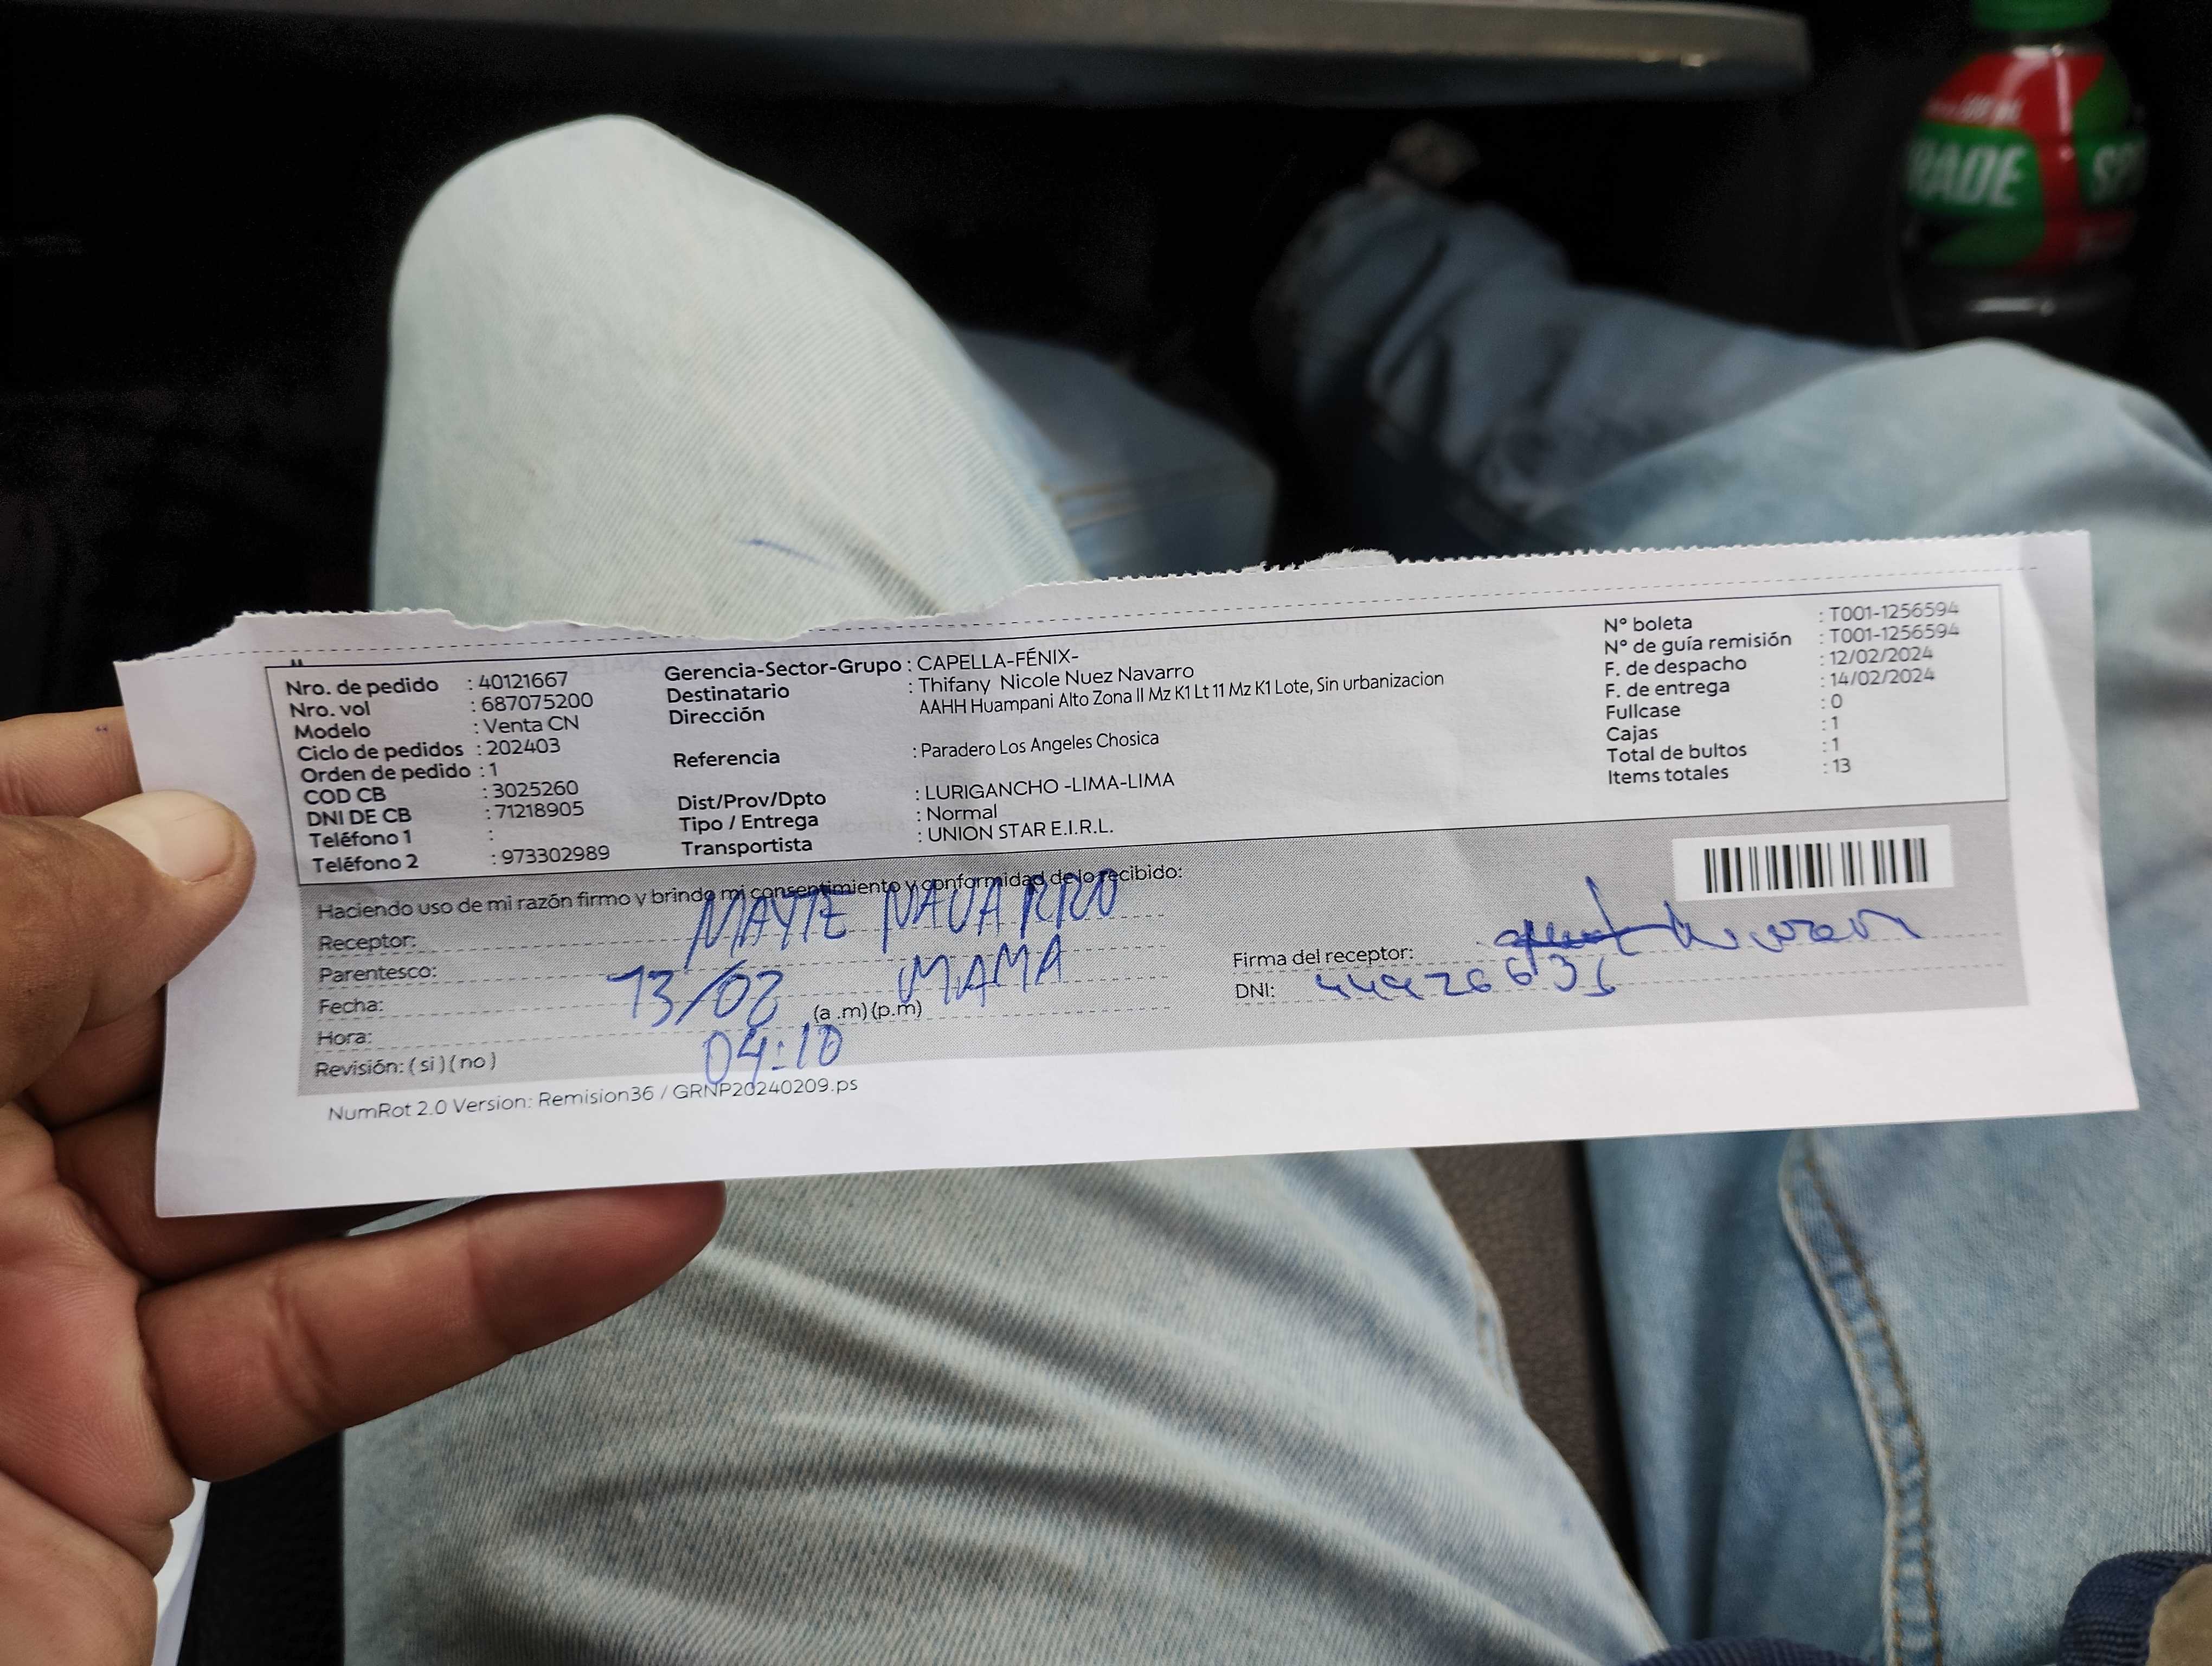 Nro. de pedido : 40121667
Nro. vol : 687075200
Modelo : Venta CN
Ciclo de pedidos : 202403
Orden de pedido : 1
COD CB : 3025260
DNI DE CB : 71218905
Teléfono 1 :
Teléfono 2 : 973302989
Gerencia-Sector-Grupo : CAPELLA-FÉNIX-
Destinatario : Thifany Nicole Nuez Navarro
Dirección AAHH Huampani Alto Zona II Mz K1 Lt 11 Mz K1 Lote, Sin urbanizacion
Referencia : Paradero Los Angeles Chosica
Dist/Prov/Dpto : LURIGANCHO -LIMA-LIMA
Tipo / Entrega : Normal
Transportista : UNION STAR E.I.R.L.
N° boleta : T001-1256594
N° de guía remisión : T001-1256594
F. de despacho : 12/02/2024
F. de entrega : 14/02/2024
Fullcase : 0
Cajas : 1
Total de bultos : 1
Items totales : 13
Haciendo uso de mi razón firmo y brindo mi consentimiento y conformidad de lo recibido:
Receptor: MAYTE NAVARRO
Parentesco: MAMA
Fecha: 13/02
Hora: 04:10 (a .m) (p.m)
Revisión: ( si ) ( no )
Firma del receptor:
DNI:
NumRot 2.0 Version: Remision36 / GRNP20240209.ps
RADE